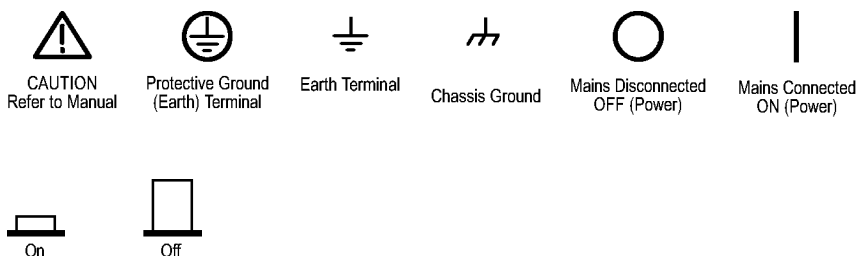 CAUTION
Refer to Manual
Protective Ground
(Earth) Terminal
Earth Terminal
Chassis Ground
Mains Disconnected
OFF (Power)
Mains Connected
ON (Power)
On
Off